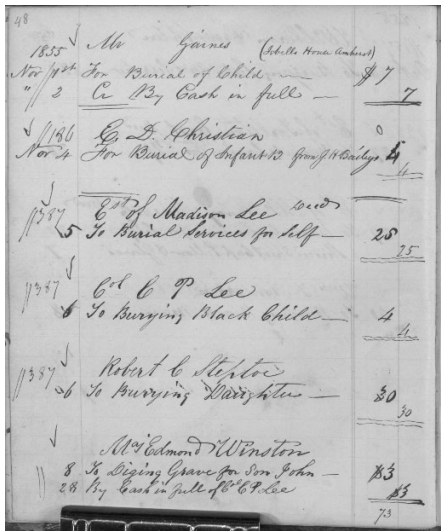 48
1855 Mr Gaines (Tebelle House Amherst)
Nov // 1st For Burial of Child — $ 7
" // 2 Cr By Cash in full — 7
// 186 C, D. Christian 0
Nov 4 For Burial of Infant B from J H Baileys 4
4
Est of Madison Lee Decd
// 387 5 To Burial Services for Self — 25
25
// 387 Col C P Lee
6 To Burying Black Child — 4
4
Robert C Steptoe
// 387 6 To Burying Daughter — 30
30
Maj Edmond Winston
// 8 To Diging Grave for Son John — $3
28 By Cash in full of Col C P Lee $3
73